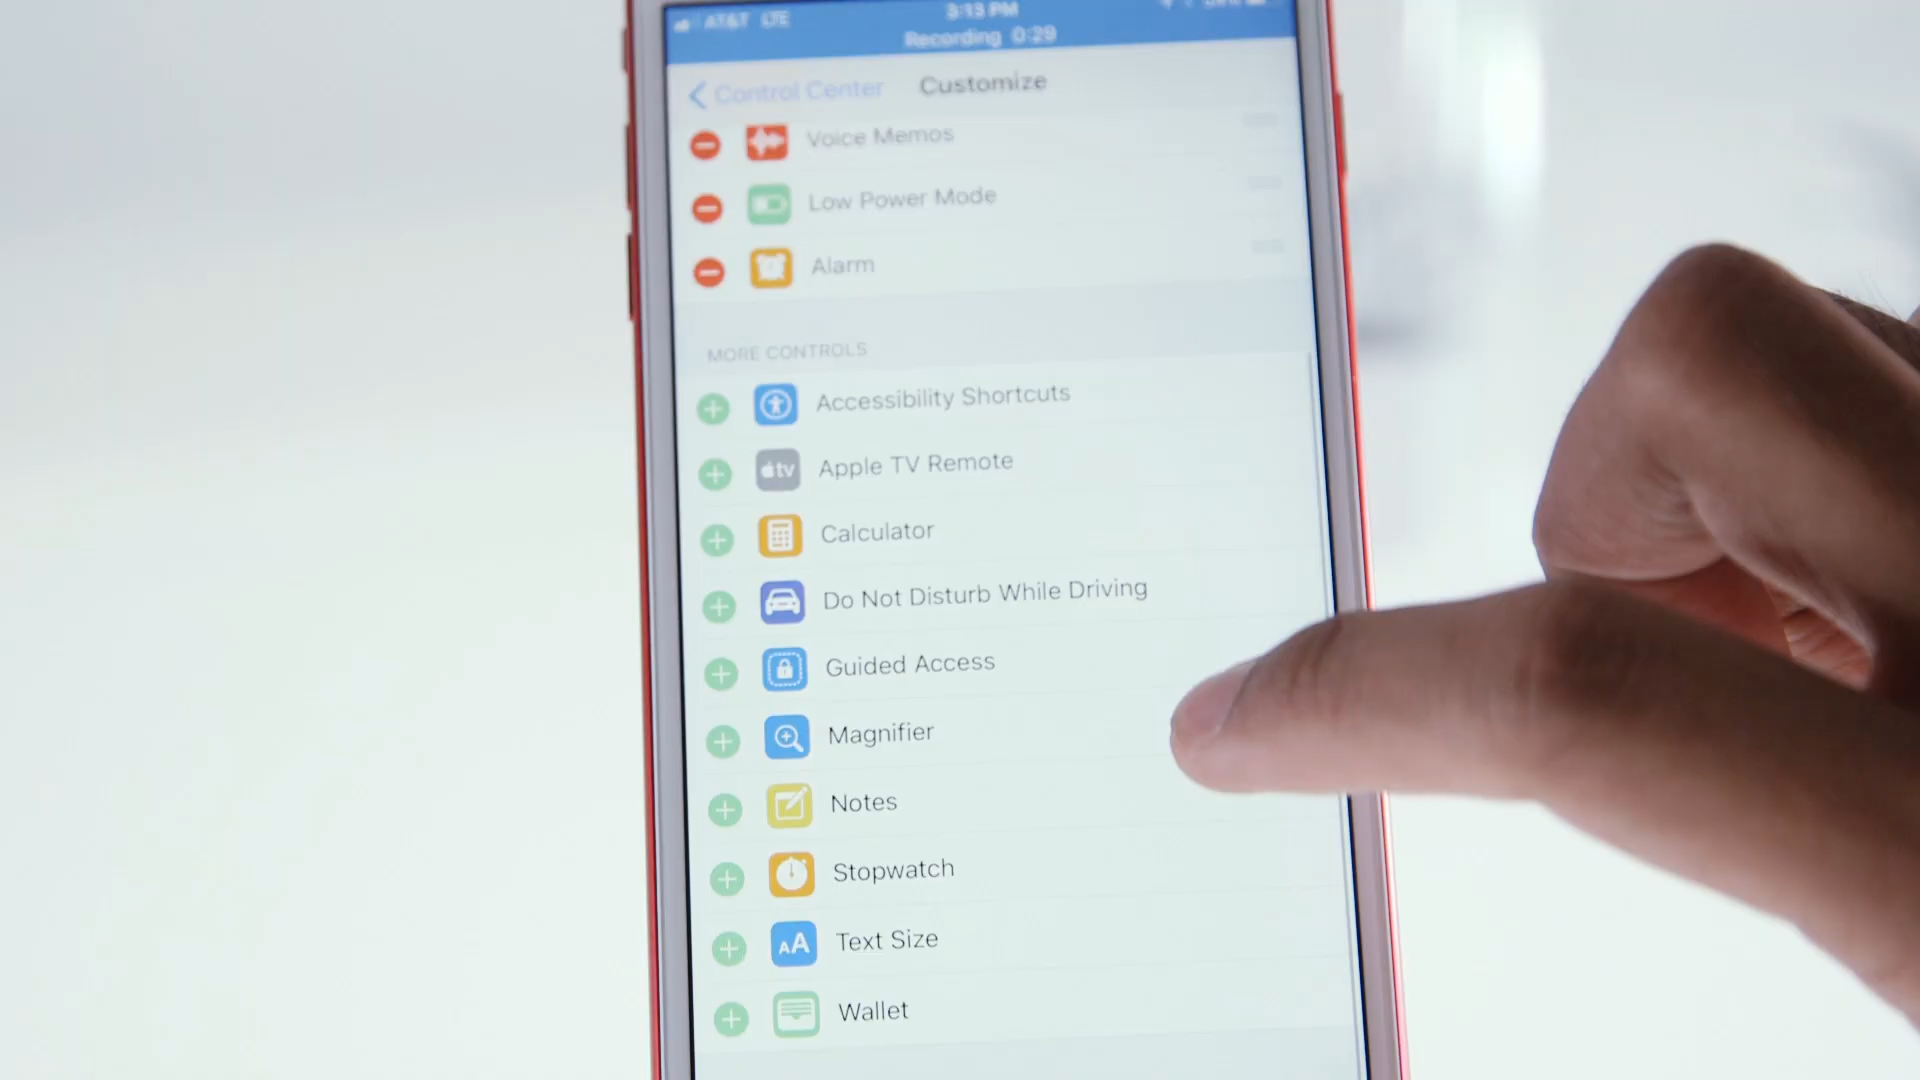 AT&T LTE 3:13 PM
Recording 0:29
Control Center Customize
Voice Memos
Low Power Mode
Alarm
MORE CONTROLS
Accessibility Shortcuts
tv Apple TV Remote
Calculator
Do Not Disturb While Driving
Guided Access
Magnifier
Notes
Stopwatch
AA Text Size
Wallet